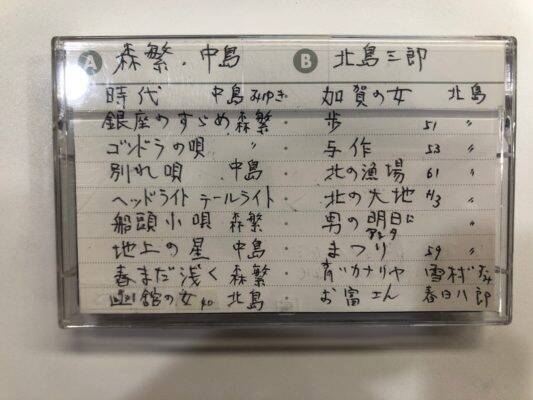 A 森繁．中島
時代 中島みゆき
銀座のすゞめ 森繁
ゴンドラの唄 〃
別れ唄 中島
ヘッドライト テールライト
船頭小唄 森繁
地上の星 中島
春まだ浅く 森繁
館の女 北島
B 北島三郎
加賀の女 北島
歩 51 〃
与作 53 〃
北の漁場 61 〃
北の大地 H3 〃
男の明日に 〃
まつり 59 〃
カナリヤ 雪村
お富さん 春日八郎